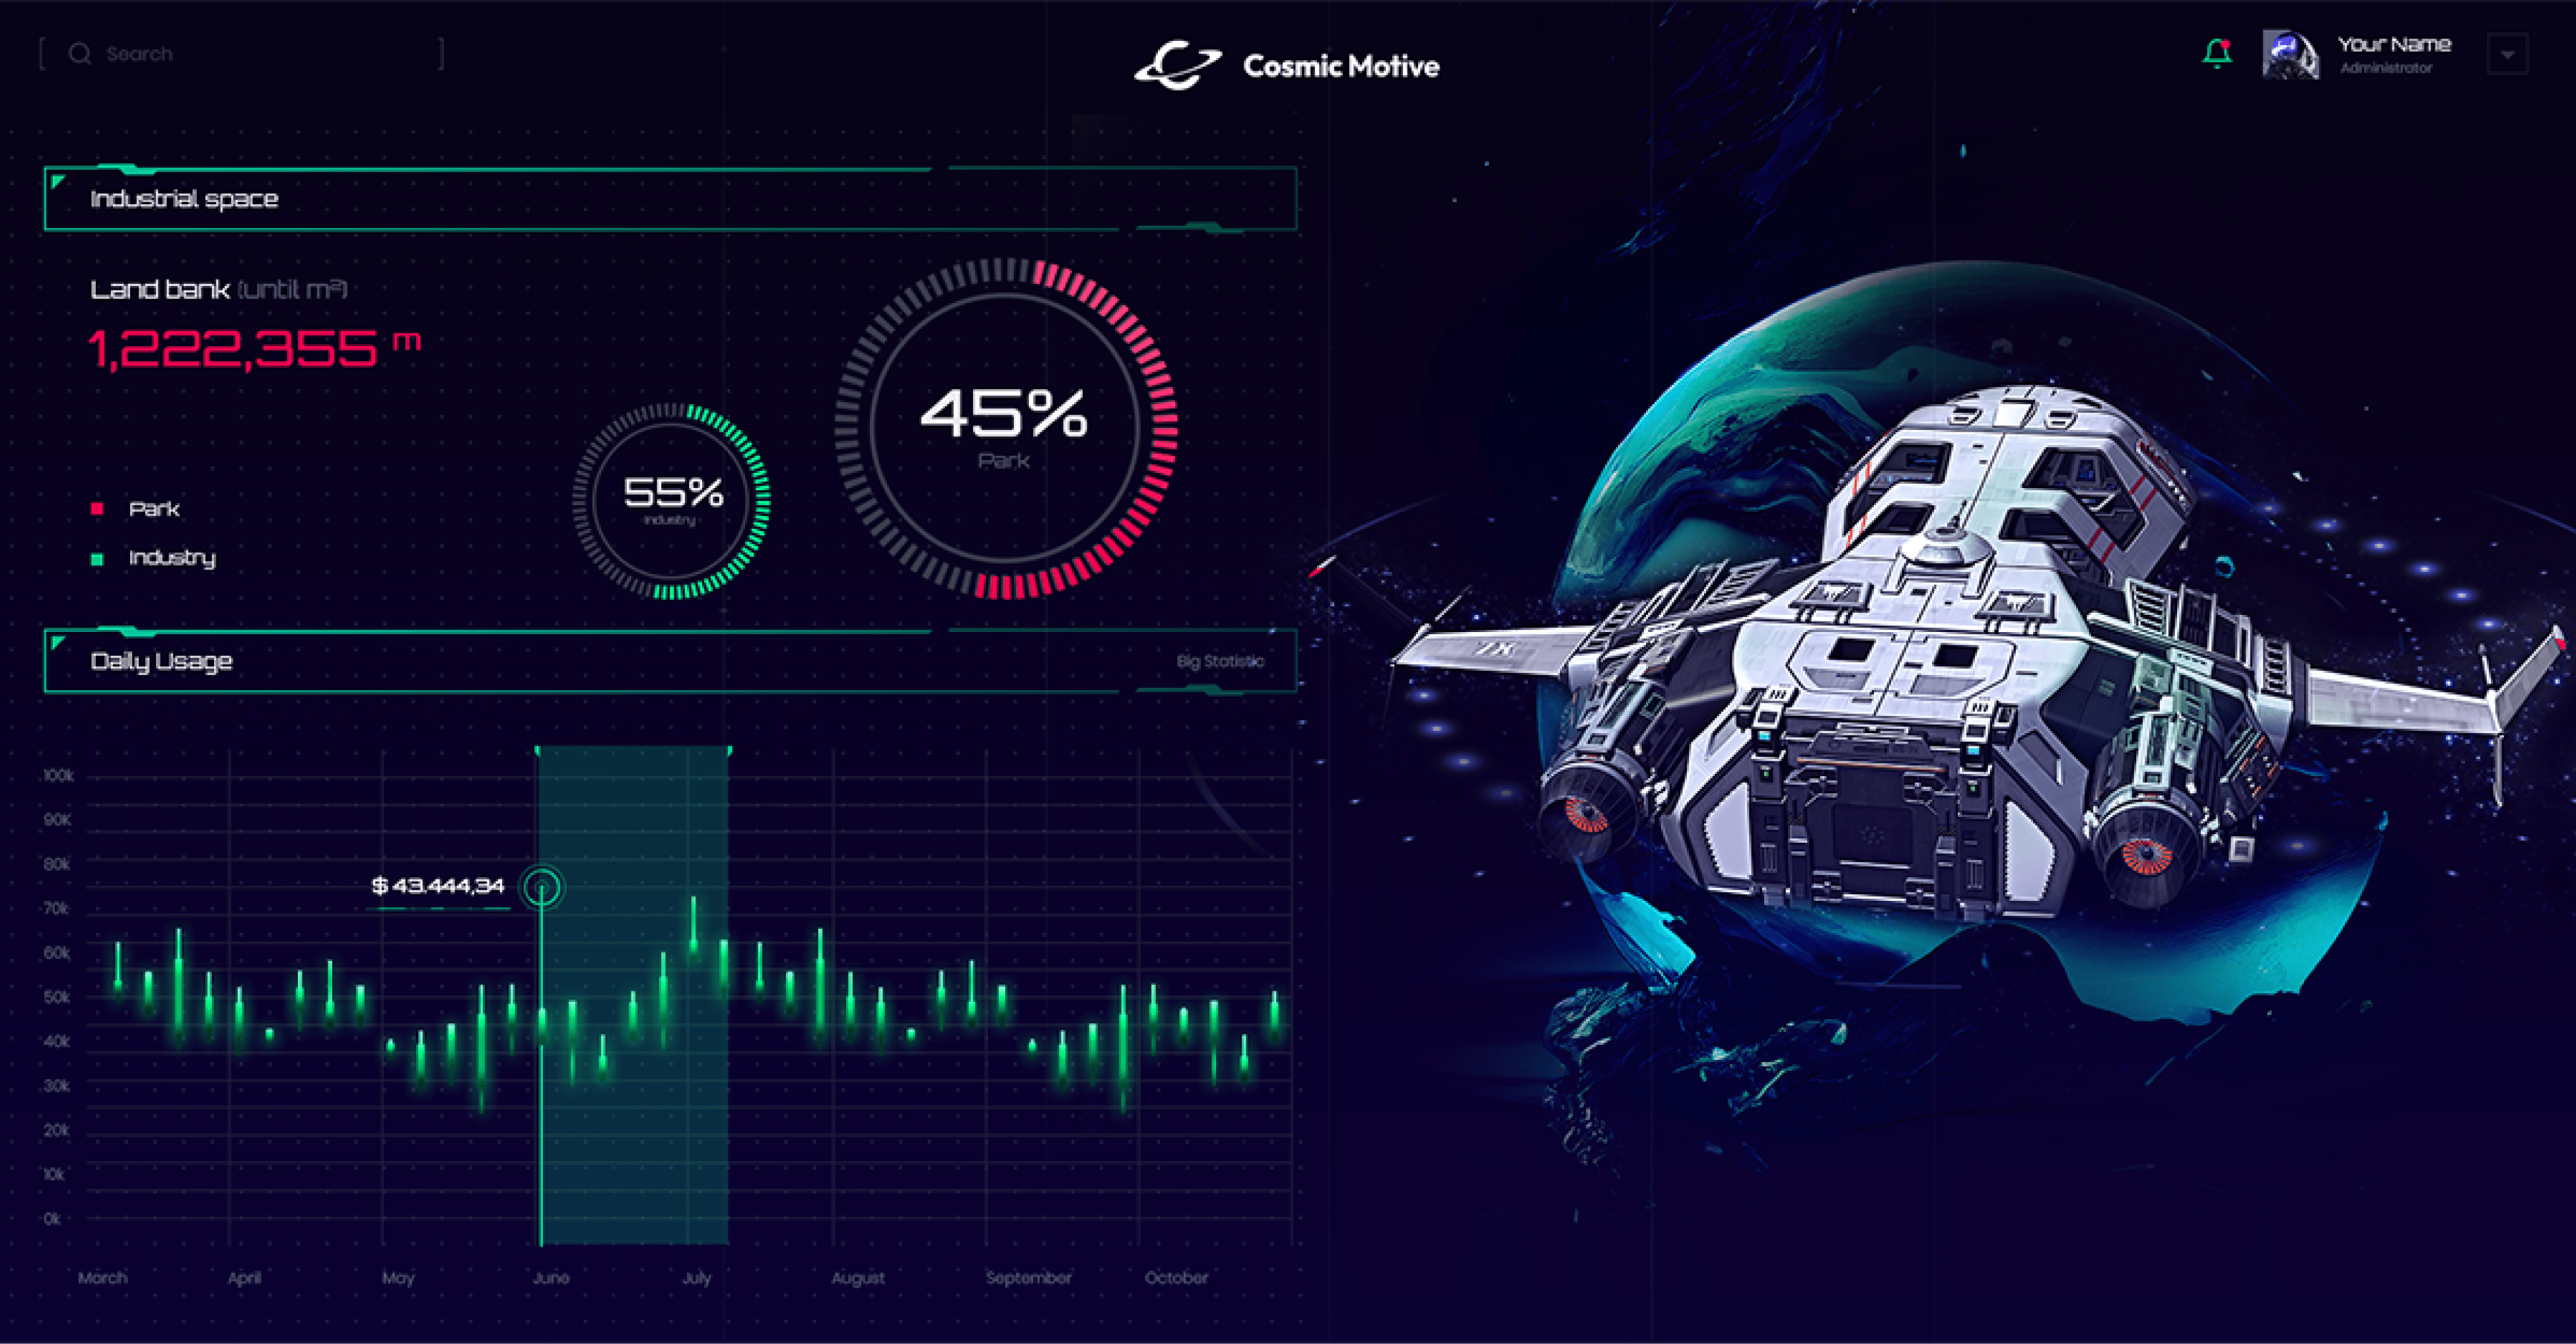 Search
Cosmic Motive
Your Name
Administrator
Industrial space
Land bank (until m²)
1,222,355 m
45%
Park
55%
Industry
Park
Industry
Daily Usage
Big Statistic
100k
90K
80k
$ 43.444,34
70k
60k
50k
40k
30k
20k
10k
0k
March April May June July August September October